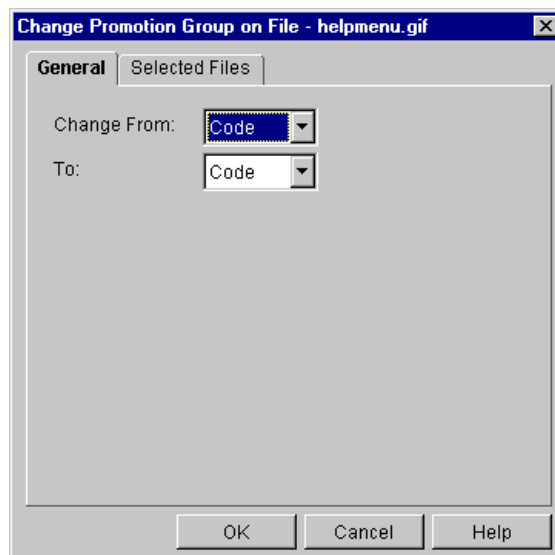 Change Promotion Group on File - helpmenu.gif
General Selected Files
Change From: Code
To: Code
OK Cancel Help